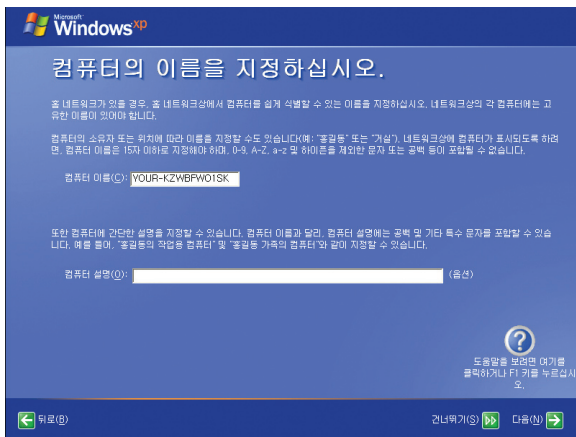 Microsoft
Windows xp
컴퓨터의 이름을 지정하십시오.
홈 네트워크가 있을 경우, 홈 네트워크상에서 컴퓨터를 쉽게 식별할 수 있는 이름을 지정하십시오. 네트워크상의 각 컴퓨터에는 고
유한 이름이 있어야 합니다.
컴퓨터의 소유자 또는 위치에 따라 이름을 지정할 수도 있습니다(예: "홍길동" 또는 "거실"). 네트워크상에 컴퓨터가 표시되도록 하려
면, 컴퓨터 이름은 15자 이하로 지정해야 하며, 0-9, A-Z, a-z 및 하이픈을 제외한 문자 또는 공백 등이 포함될 수 없습니다.
컴퓨터 이름(C): YOUR-KZWBFWO1SK
또한 컴퓨터에 간단한 설명을 지정할 수 있습니다. 컴퓨터 이름과 달리, 컴퓨터 설명에는 공백 및 기타 특수 문자를 포함할 수 있습
니다. 예를 들어, "홍길동의 작업용 컴퓨터" 및 "홍길동 가족의 컴퓨터"와 같이 지정할 수 있습니다.
컴퓨터 설명(O): (옵션)
?
도움말을 보려면 여기를
클릭하거나 F1 키를 누르십시
오.
뒤로(B) 건너뛰기(S) 다음(N)